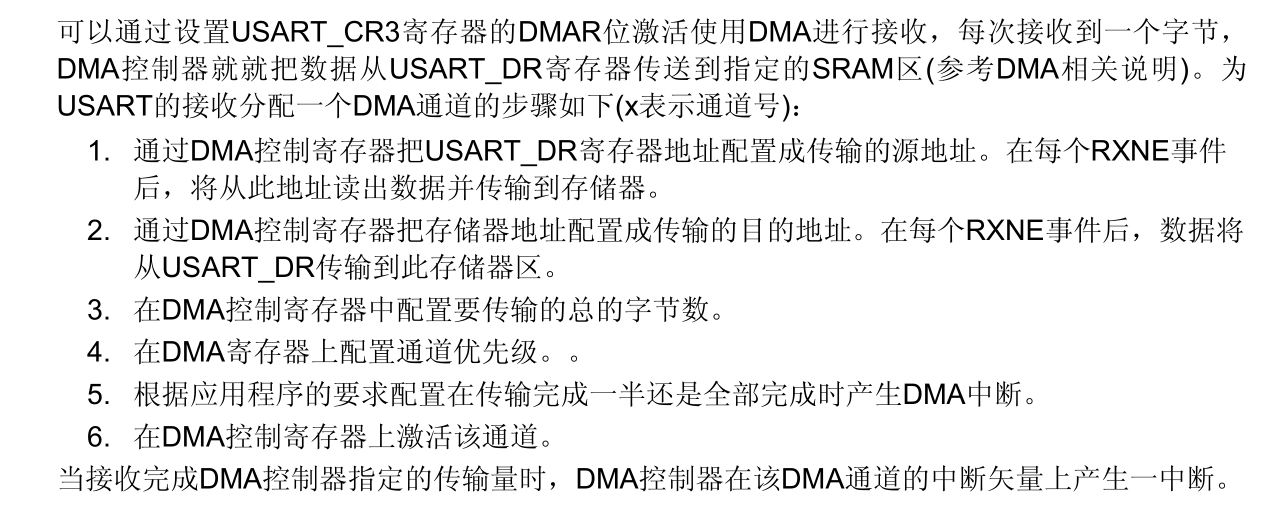 可以通过设置USART_CR3寄存器的DMAR位激活使用DMA进行接收，每次接收到一个字节，
DMA控制器就就把数据从USART_DR寄存器传送到指定的SRAM区(参考DMA相关说明)。为
USART的接收分配一个DMA通道的步骤如下(x表示通道号)：
1. 通过DMA控制寄存器把USART_DR寄存器地址配置成传输的源地址。在每个RXNE事件
后，将从此地址读出数据并传输到存储器。
2. 通过DMA控制寄存器把存储器地址配置成传输的目的地址。在每个RXNE事件后，数据将
从USART_DR传输到此存储器区。
3. 在DMA控制寄存器中配置要传输的总的字节数。
4. 在DMA寄存器上配置通道优先级。。
5. 根据应用程序的要求配置在传输完成一半还是全部完成时产生DMA中断。
6. 在DMA控制寄存器上激活该通道。
当接收完成DMA控制器指定的传输量时，DMA控制器在该DMA通道的中断矢量上产生一中断。